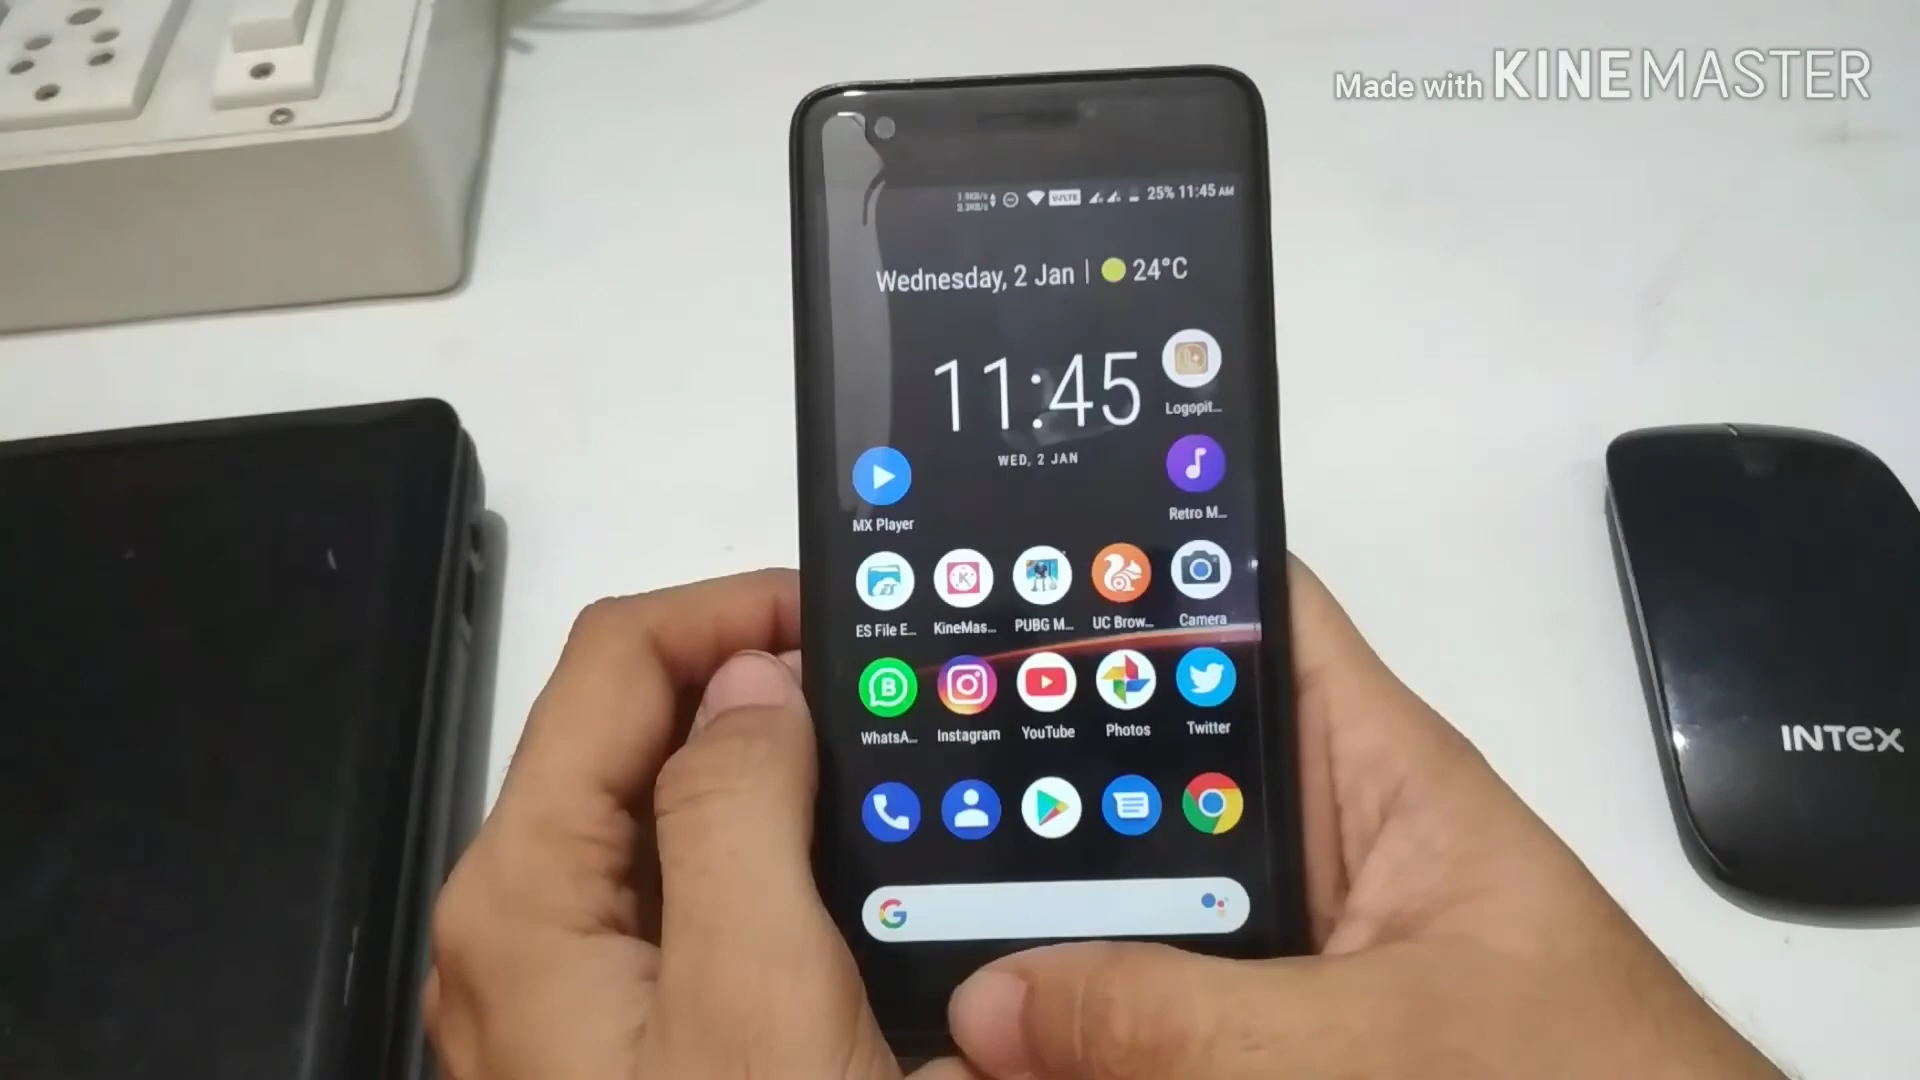 Made with KINEMASTER
VoLTE 25% 11:45 AM
Wednesday, 2 Jan | 24°C
11:45
WED, 2 JAN
Logopit...
MX Player
Retro M...
ES File E...
KineMas...
PUBG M...
UC Brow...
Camera
WhatsA...
Instagram
YouTube
Photos
Twitter
INTEX